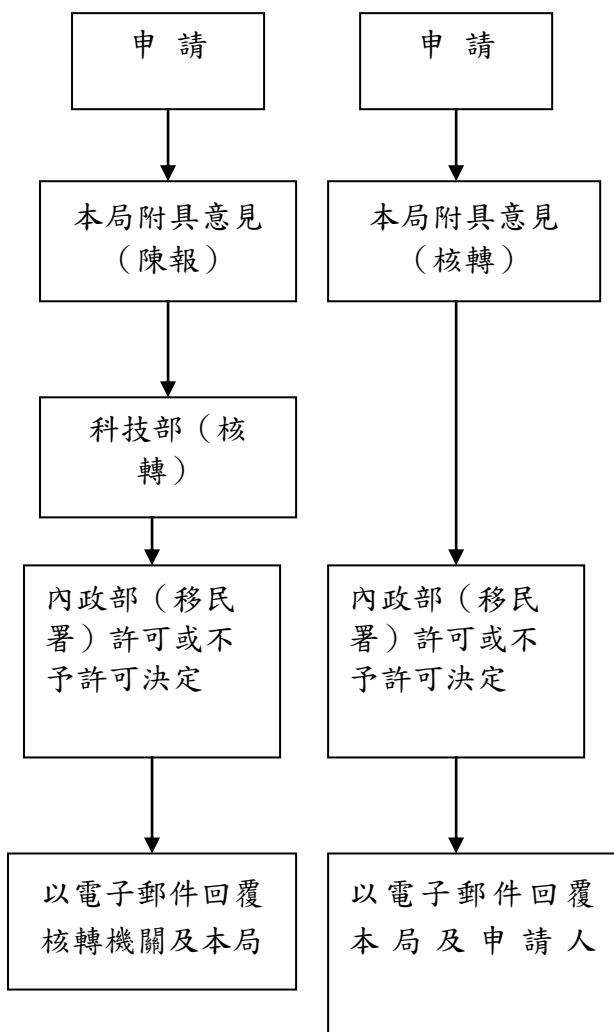 申 請
本局附具意見
（陳報）
科技部（核
轉）
內政部（移民
署）許可或不
予許可決定
以電子郵件回覆
核轉機關及本局
申 請
本局附具意見
（核轉）
內政部（移民
署）許可或不
予許可決定
以電子郵件回覆
本局及申請人